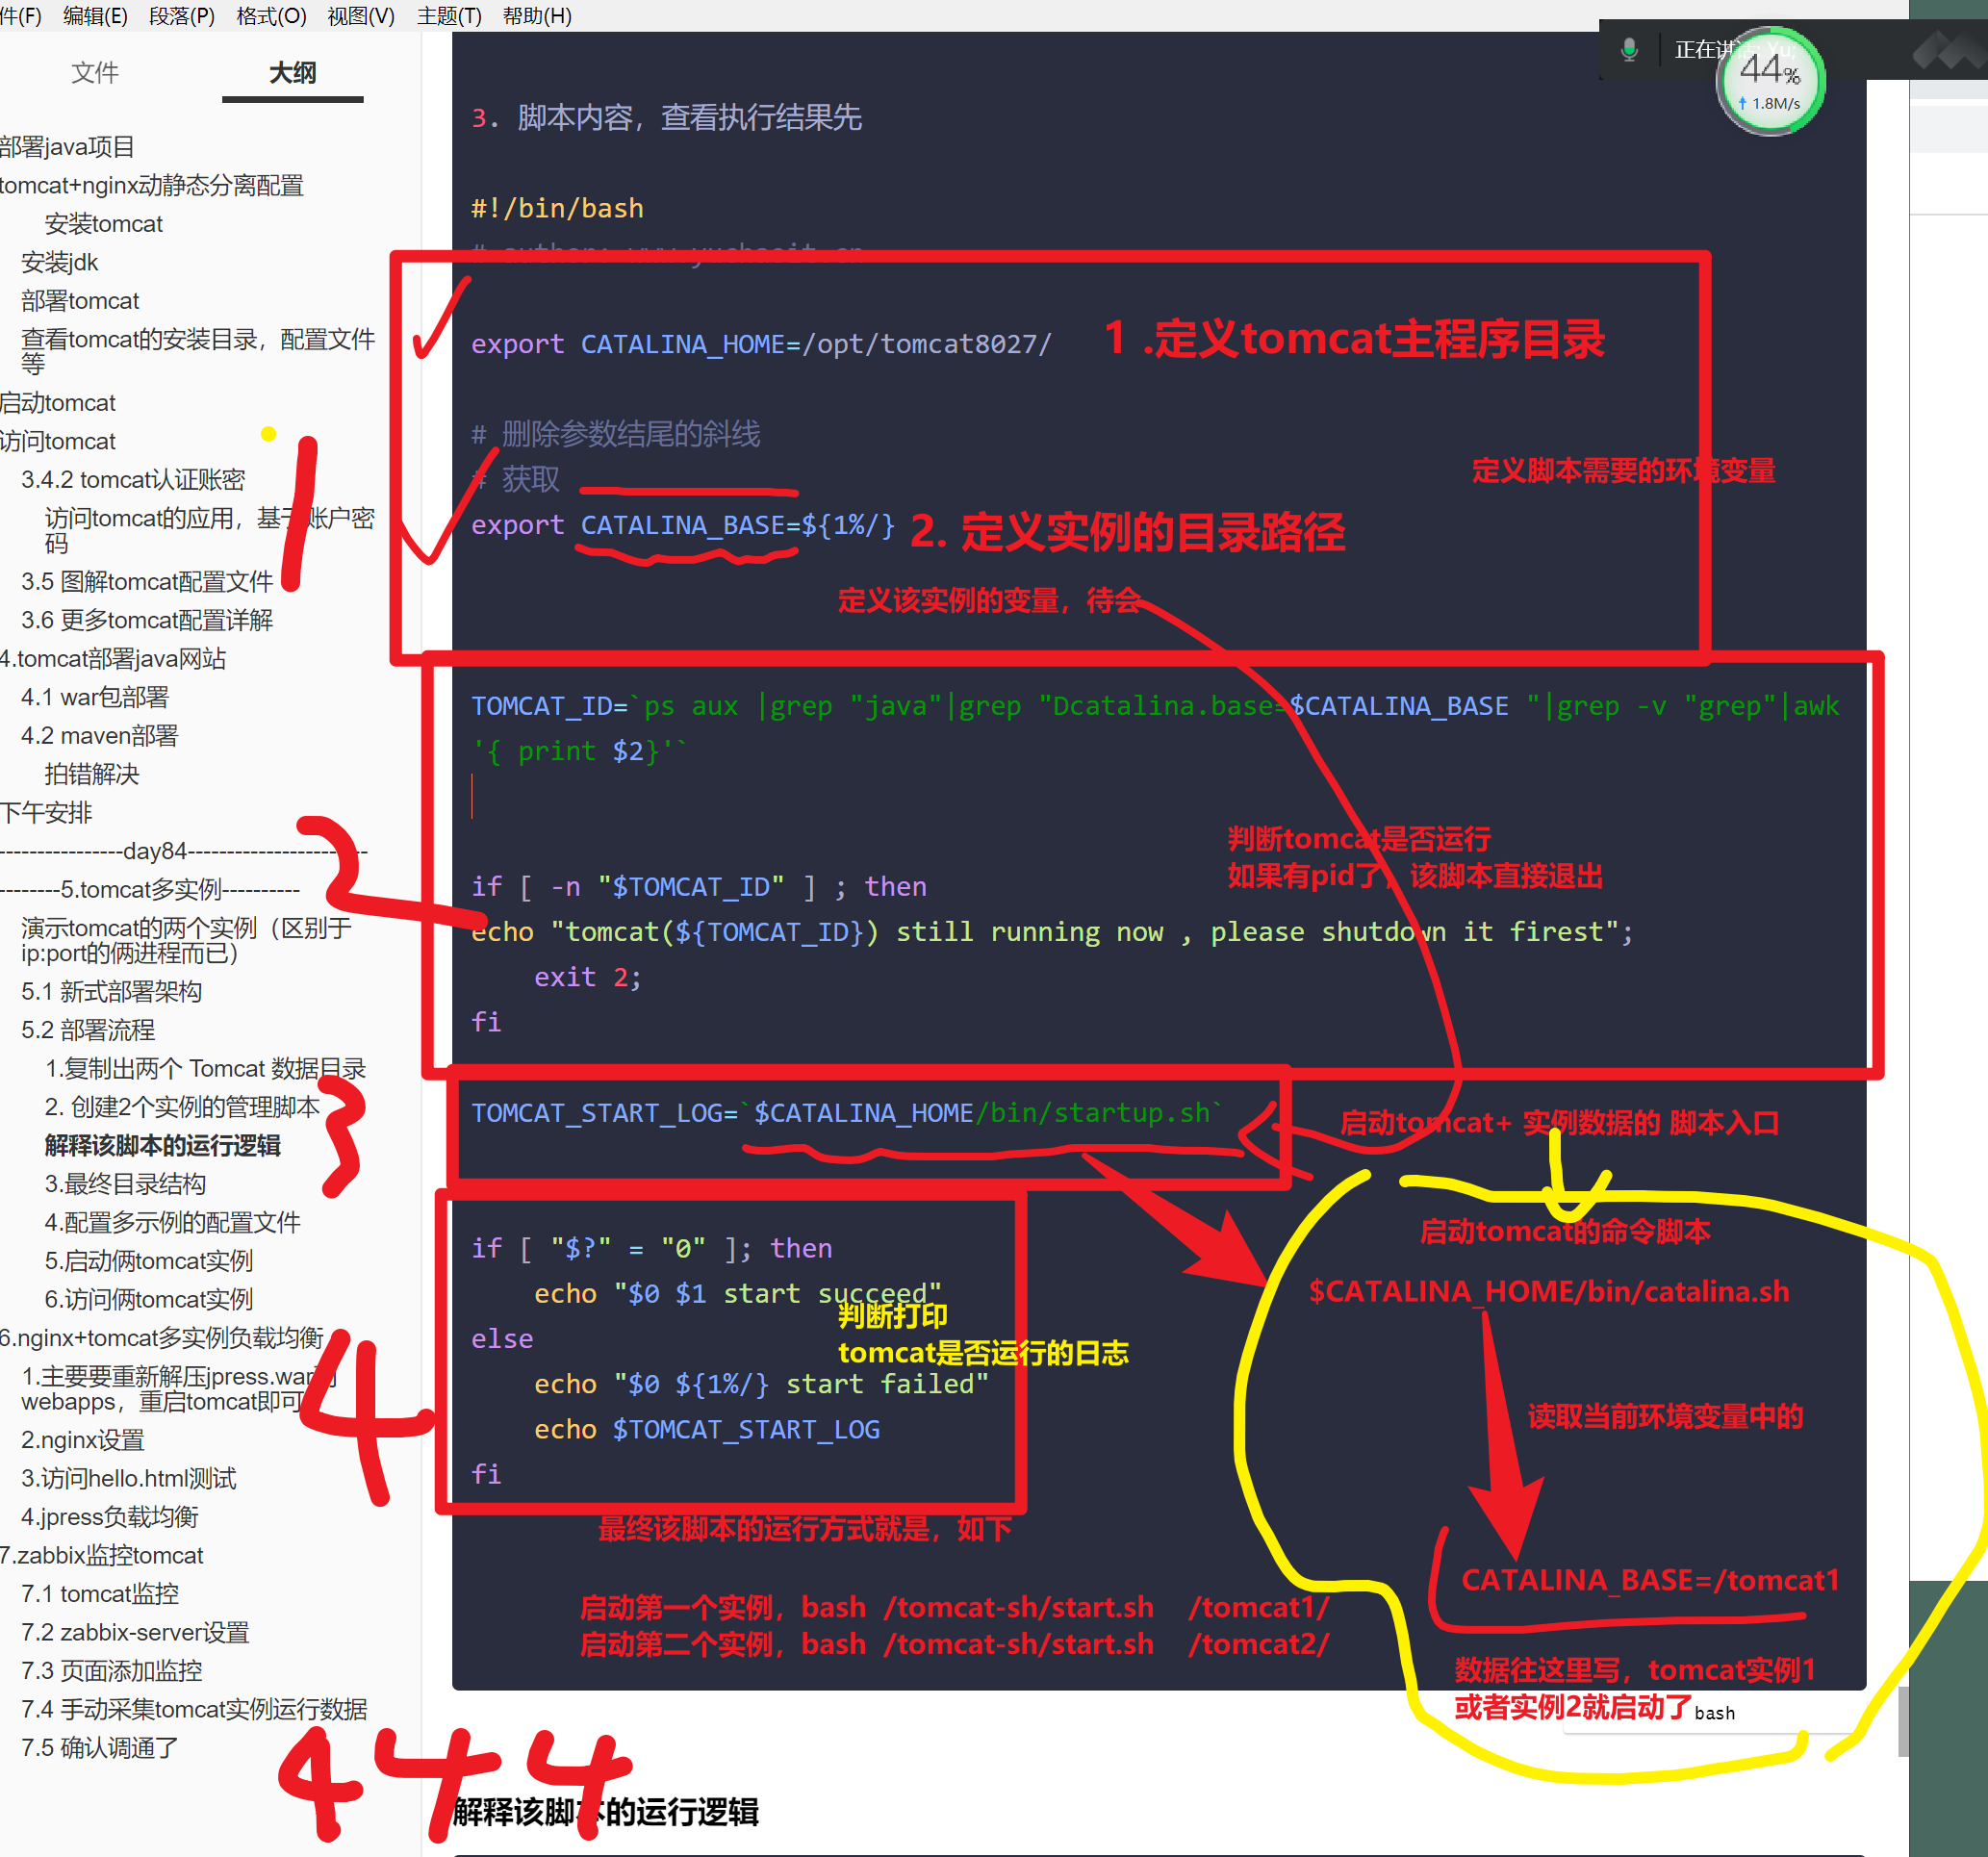 件(F) 编辑(E) 段落(P) 格式(O) 视图(V) 主题(T) 帮助(H)
文件 大纲
部署java项目
tomcat+nginx动静态分离配置
安装tomcat
安装jdk
部署tomcat
查看tomcat的安装目录，配置文件
等
启动tomcat
访问tomcat
3.4.2 tomcat认证账密
访问tomcat的应用，基于账户密
码
3.5 图解tomcat配置文件
3.6 更多tomcat配置详解
4.tomcat部署java网站
4.1 war包部署
4.2 maven部署
拍错解决
下午安排
-----------------day84------------------------
--------5.tomcat多实例----------
演示tomcat的两个实例（区别于
ip:port的俩进程而已）
5.1 新式部署架构
5.2 部署流程
1.复制出两个 Tomcat 数据目录
2. 创建2个实例的管理脚本
解释该脚本的运行逻辑
3.最终目录结构
4.配置多示例的配置文件
5.启动俩tomcat实例
6.访问俩tomcat实例
6.nginx+tomcat多实例负载均衡
1.主要要重新解压jpress.war
webapps，重启tomcat即可
2.nginx设置
3.访问hello.html测试
4.jpress负载均衡
7.zabbix监控tomcat
7.1 tomcat监控
7.2 zabbix-server设置
7.3 页面添加监控
7.4 手动采集tomcat实例运行数据
7.5 确认调通了
1
2
3
4
4 4 4
正在讲话: Yu;
44%
1.8M/s
3. 脚本内容，查看执行结果先
#!/bin/bash
# author: www.yuchaoit.cn
export CATALINA_HOME=/opt/tomcat8027/
1 .定义tomcat主程序目录
# 删除参数结尾的斜线
# 获取
定义脚本需要的环境变量
export CATALINA_BASE=${1%/}
2. 定义实例的目录路径
定义该实例的变量，待会
TOMCAT_ID=`ps aux |grep "java"|grep "Dcatalina.base=$CATALINA_BASE "|grep -v "grep"|awk
'{ print $2}'`
判断tomcat是否运行
如果有pid了，该脚本直接退出
if [ -n "$TOMCAT_ID" ] ; then
echo "tomcat(${TOMCAT_ID}) still running now , please shutdown it firest";
exit 2;
fi
TOMCAT_START_LOG=`$CATALINA_HOME/bin/startup.sh`
启动tomcat+ 实例数据的 脚本入口
启动tomcat的命令脚本
$CATALINA_HOME/bin/catalina.sh
读取当前环境变量中的
CATALINA_BASE=/tomcat1
数据往这里写，tomcat实例1
或者实例2就启动了
bash
if [ "$?" = "0" ]; then
echo "$0 $1 start succeed"
else
判断打印
tomcat是否运行的日志
echo "$0 ${1%/} start failed"
echo $TOMCAT_START_LOG
fi
最终该脚本的运行方式就是，如下
启动第一个实例，bash /tomcat-sh/start.sh /tomcat1/
启动第二个实例，bash /tomcat-sh/start.sh /tomcat2/
解释该脚本的运行逻辑